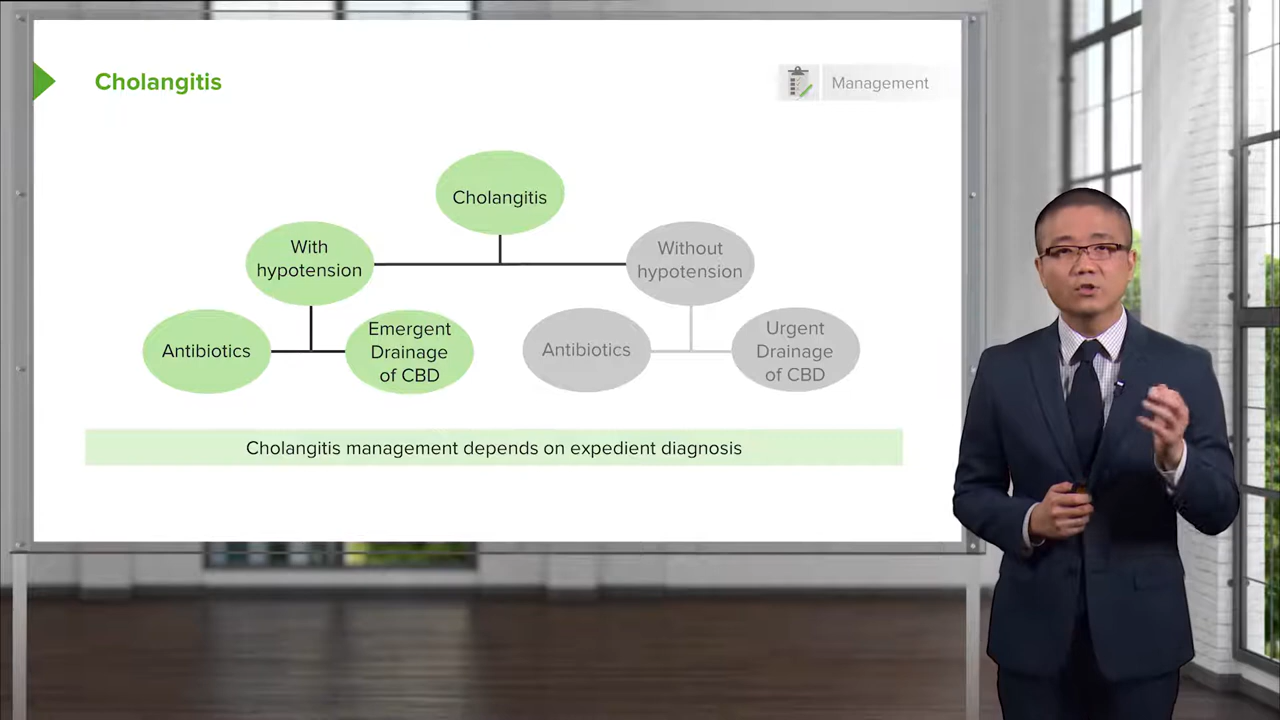 Cholangitis
Management
Cholangitis
With
hypotension
Without
hypotension
Antibiotics
Emergent
Drainage
of CBD
Antibiotics
Urgent
Drainage
of CBD
Cholangitis management depends on expedient diagnosis